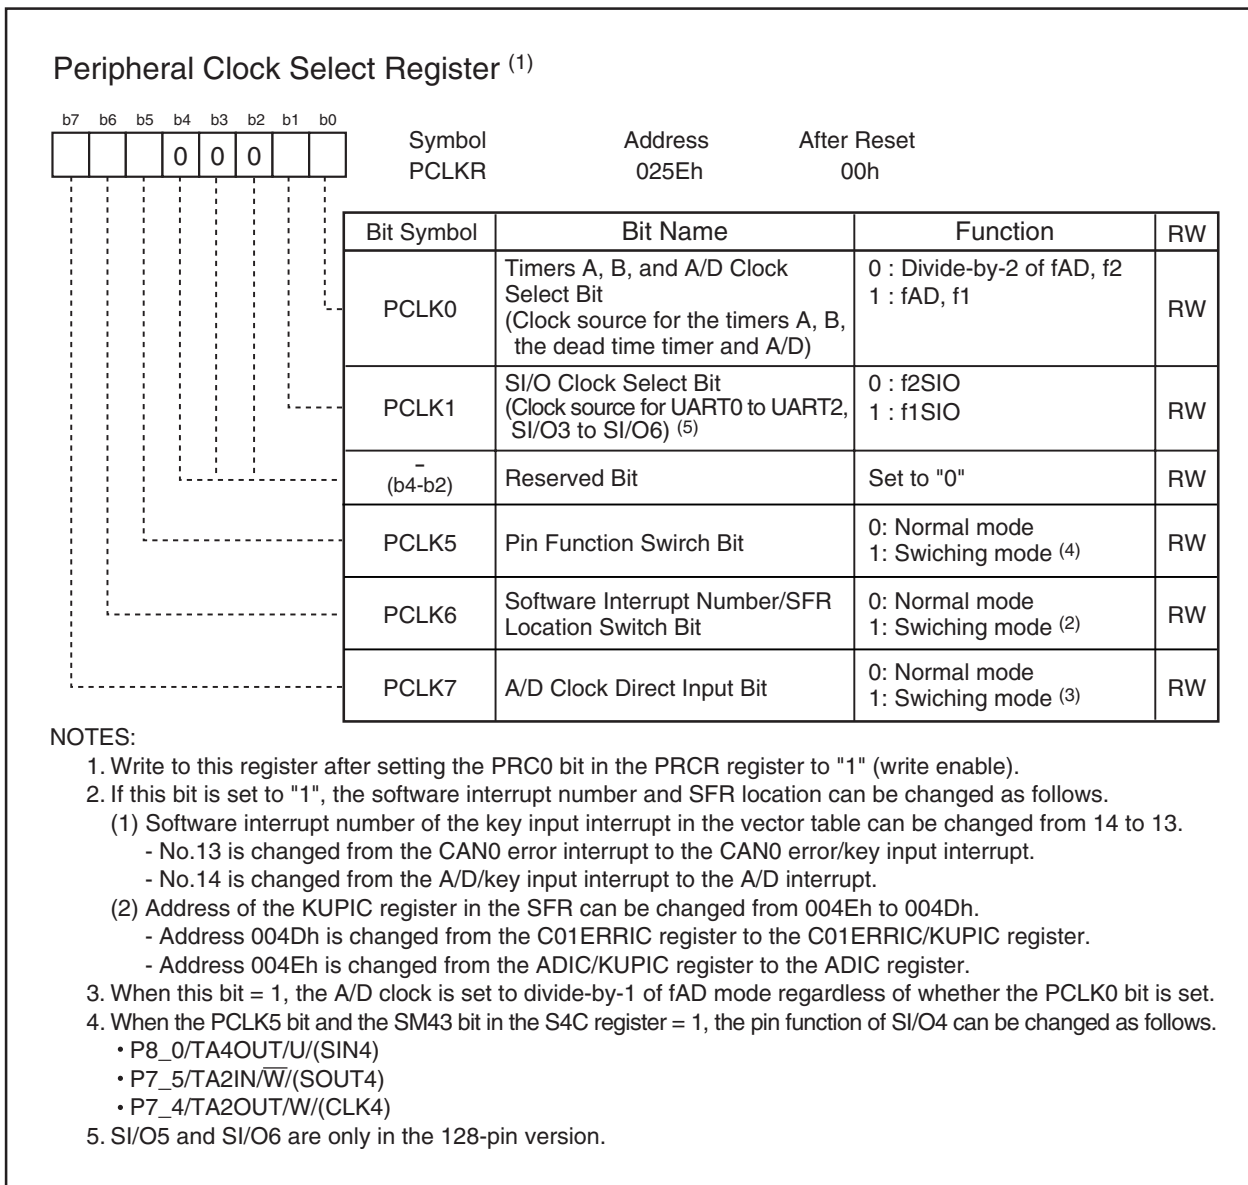 Peripheral Clock Select Register (1)
b7 b6 b5 b4 b3 b2 b1 b0
0 0 0
Symbol Address After Reset
PCLKR 025Eh 00h
Bit Symbol Bit Name Function RW
PCLK0 Timers A, B, and A/D Clock 0 : Divide-by-2 of fAD, f2 RW
Select Bit 1 : fAD, f1
(Clock source for the timers A, B,
the dead time timer and A/D)
PCLK1 SI/O Clock Select Bit 0 : f2SIO RW
(Clock source for UART0 to UART2, 1 : f1SIO
SI/O3 to SI/O6) (5)
– Reserved Bit Set to "0" RW
(b4-b2)
PCLK5 Pin Function Swirch Bit 0: Normal mode RW
1: Swiching mode (4)
PCLK6 Software Interrupt Number/SFR 0: Normal mode RW
Location Switch Bit 1: Swiching mode (2)
PCLK7 A/D Clock Direct Input Bit 0: Normal mode RW
1: Swiching mode (3)
NOTES:
1. Write to this register after setting the PRC0 bit in the PRCR register to "1" (write enable).
2. If this bit is set to "1", the software interrupt number and SFR location can be changed as follows.
(1) Software interrupt number of the key input interrupt in the vector table can be changed from 14 to 13.
- No.13 is changed from the CAN0 error interrupt to the CAN0 error/key input interrupt.
- No.14 is changed from the A/D/key input interrupt to the A/D interrupt.
(2) Address of the KUPIC register in the SFR can be changed from 004Eh to 004Dh.
- Address 004Dh is changed from the C01ERRIC register to the C01ERRIC/KUPIC register.
- Address 004Eh is changed from the ADIC/KUPIC register to the ADIC register.
3. When this bit = 1, the A/D clock is set to divide-by-1 of fAD mode regardless of whether the PCLK0 bit is set.
4. When the PCLK5 bit and the SM43 bit in the S4C register = 1, the pin function of SI/O4 can be changed as follows.
• P8_0/TA4OUT/U/(SIN4)
• P7_5/TA2IN/W̅/(SOUT4)
• P7_4/TA2OUT/W/(CLK4)
5. SI/O5 and SI/O6 are only in the 128-pin version.